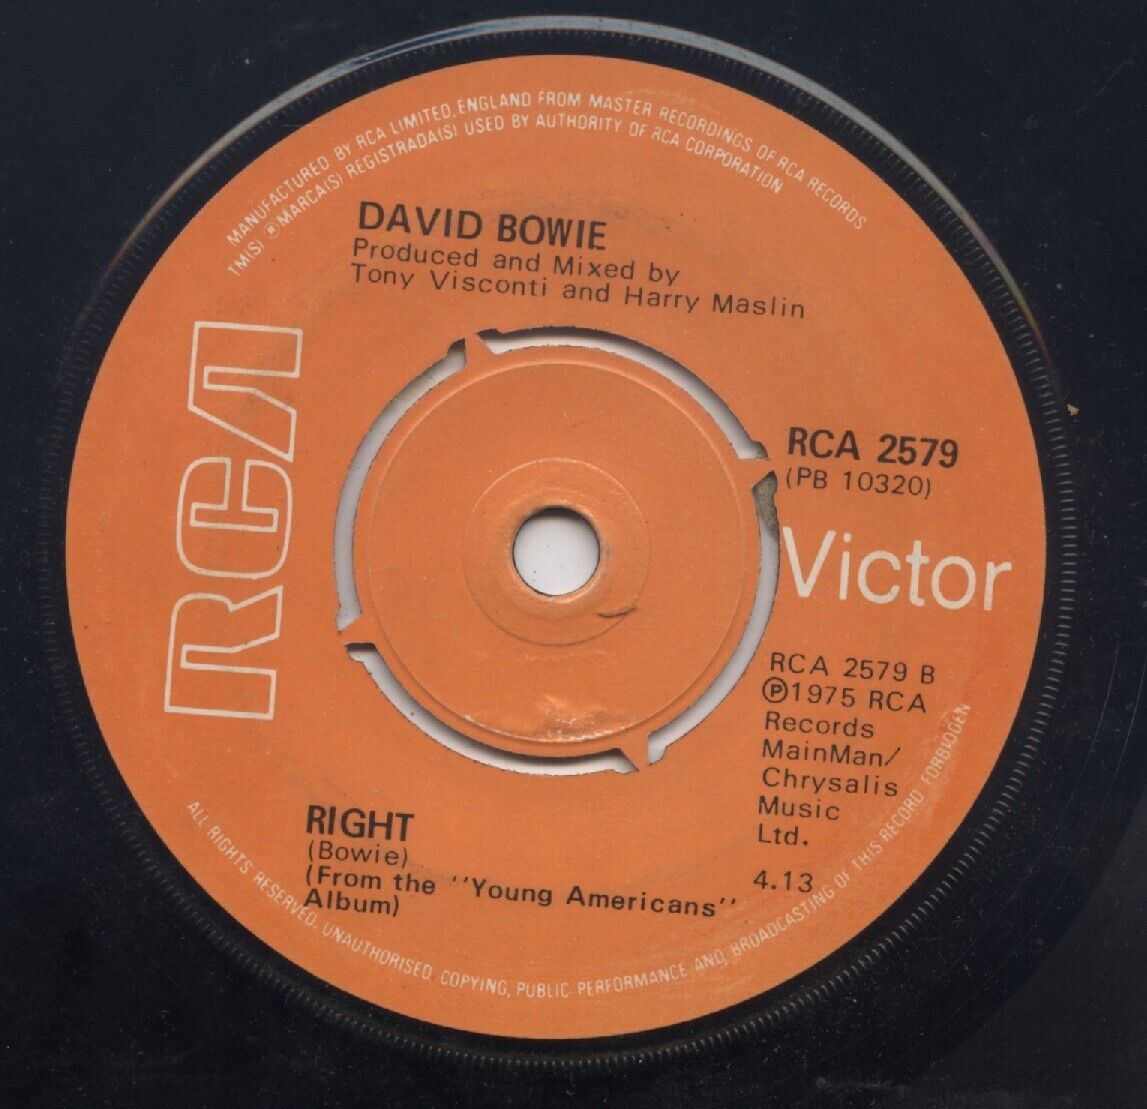 MANUFACTURED BY RCA LIMITED, ENGLAND FROM MASTER RECORDINGS OF RCA RECORDS
TM(S) ® MARCA(S) REGISTRADA(S) USED BY AUTHORITY OF RCA CORPORATION
DAVID BOWIE
Produced and Mixed by
Tony Visconti and Harry Maslin
RCA
RCA 2579
(PB 10320)
Victor
RCA 2579 B
Ⓟ1975 RCA
Records
MainMan/
Chrysalis
Music
Ltd.
4.13
RIGHT
(Bowie)
(From the ''Young Americans''
Album)
ALL RIGHTS RESERVED. UNAUTHORISED COPYING, PUBLIC PERFORMANCE AND BROADCASTING OF THIS RECORD FORBIDDEN